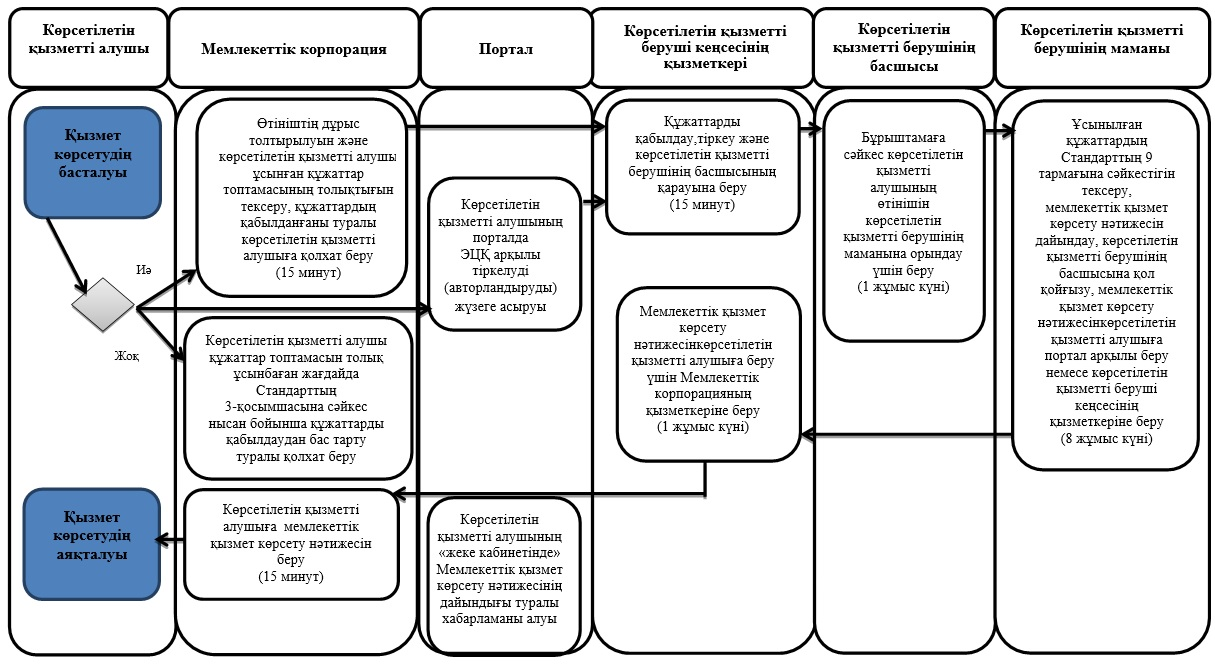 Көрсетілетін
қызметті алушы
Мемлекеттік корпорация
Портал
Көрсетілетін қызметті
беруші кеңсесінің
қызметкері
Көрсетілетін
қызметті берушінің
басшысы
Көрсетілетін қызметті
берушінің маманы
Қызмет
көрсетудің
басталуы
Иә
Жоқ
Қызмет
көрсетудің
аяқталуы
Өтініштің дұрыс
толтырылуын және
көрсетілетін қызметті алушы
ұсынған құжаттар
топтамасының толықтығын
тексеру, құжаттардың
қабылданғаны туралы
көрсетілетін қызметті
алушыға қолхат беру
(15 минут)
Көрсетілетін қызметті алушы
құжаттар топтамасын толық
ұсынбаған жағдайда
Стандарттың
3-қосымшасына сәйкес
нысан бойынша құжаттарды
қабылдаудан бас тарту
туралы қолхат беру
Көрсетілетін қызметті
алушыға мемлекеттік
қызмет көрсету нәтижесін
беру
(15 минут)
Көрсетілетін
қызметті алушының
порталда
ЭЦҚ арқылы
тіркелуді
(авторландыруды)
жүзеге асыруы
Көрсетілетін
қызметті алушының
«жеке кабинетінде»
Мемлекеттік қызмет
көрсету нәтижесінің
дайындығы туралы
хабарламаны алуы
Құжаттарды
қабылдау,тіркеу және
көрсетілетін қызметті
берушінің басшысының
қарауына беру
(15 минут)
Мемлекеттік қызмет
көрсету
нәтижесінкөрсетілетін
қызметті алушыға беру
үшін Мемлекеттік
корпорацияның
қызметкеріне беру
(1 жұмыс күні)
Бұрыштамаға
сәйкес көрсетілетін
қызметті
алушының
өтінішін
көрсетілетін
қызметті берушінің
маманына орындау
үшін беру
(1 жұмыс күні)
Ұсынылған
құжаттардың
Стандарттың 9
тармағына сәйкестігін
тексеру,
мемлекеттік қызмет
көрсету нәтижесін
дайындау, көрсетілетін
қызметті берушінің
басшысына қол
қойғызу, мемлекеттік
қызмет көрсету
нәтижесінкөрсетілетін
қызметті алушыға
портал арқылы беру
немесе көрсетілетін
қызметті беруші
кеңсесінің
қызметкеріне беру
(8 жұмыс күні)